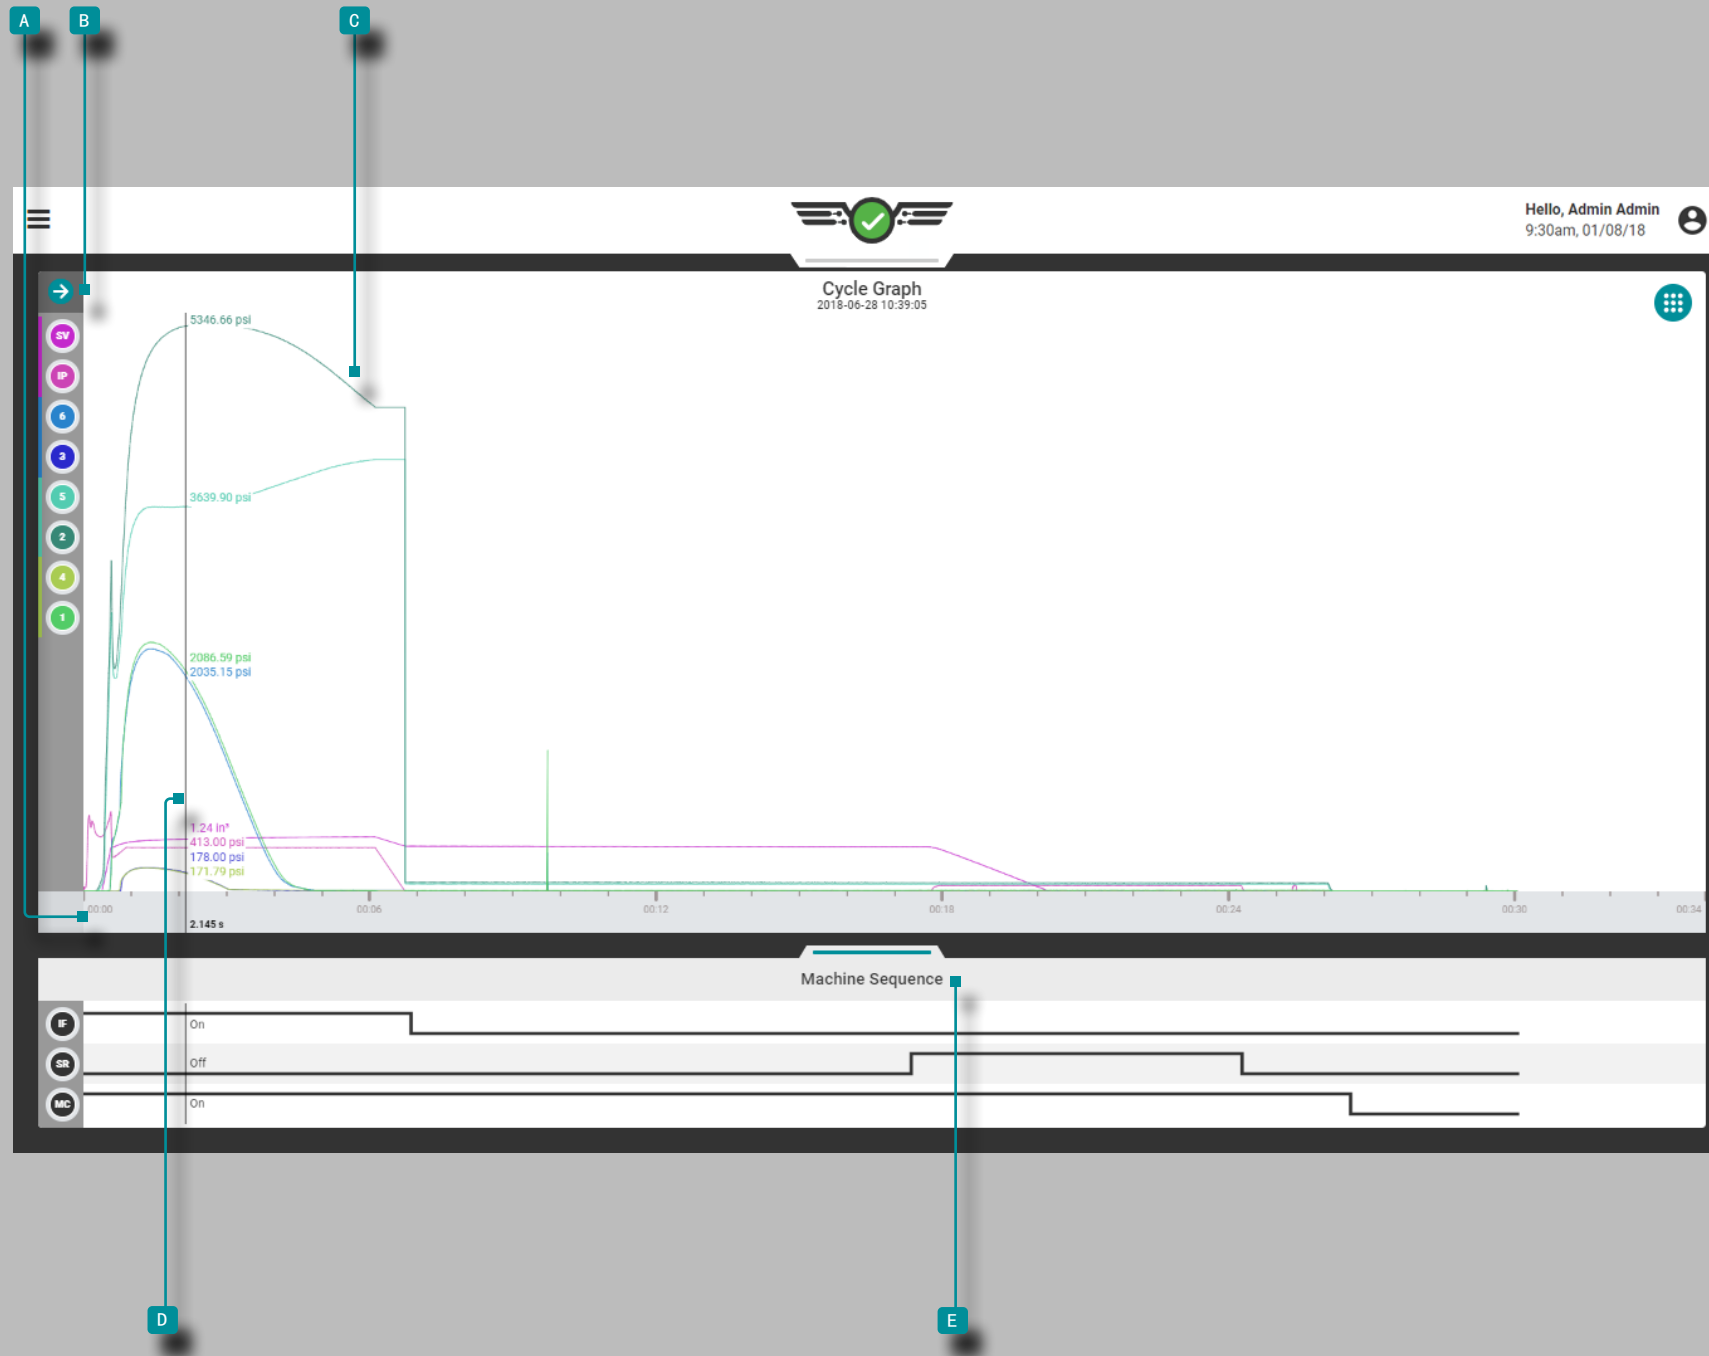 A B C
Hello, Admin Admin
9:30am, 01/08/18
Cycle Graph
2018-06-28 10:39:05
SV
IP
6
3
S
2
4
1
5346.66 psi
3639.90 psi
2086.59 psi
2035.15 psi
1.24 in³
413.00 psi
178.00 psi
171.79 psi
00:00 00:06 00:12 00:18 00:24 00:30 00:34
2.145 s
Machine Sequence
IF On
SR Off
MC On
D E